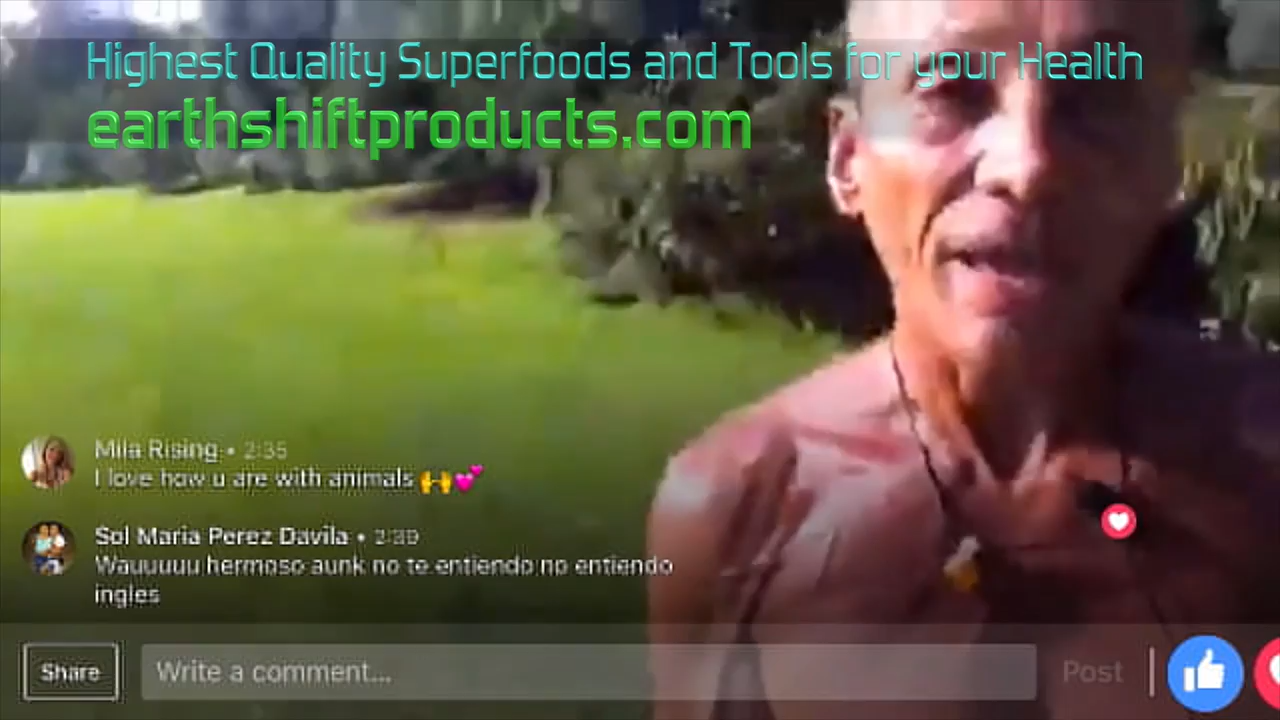 Highest Quality Superfoods and Tools for your Health
earthshiftproducts.com
Mila Rising • 2:35
I love how u are with animals 🙌💕
Sol Maria Perez Davila • 2:39
Wauuuuu hermoso aunk no te entiendo no entiendo
ingles
Share
Write a comment...
Post